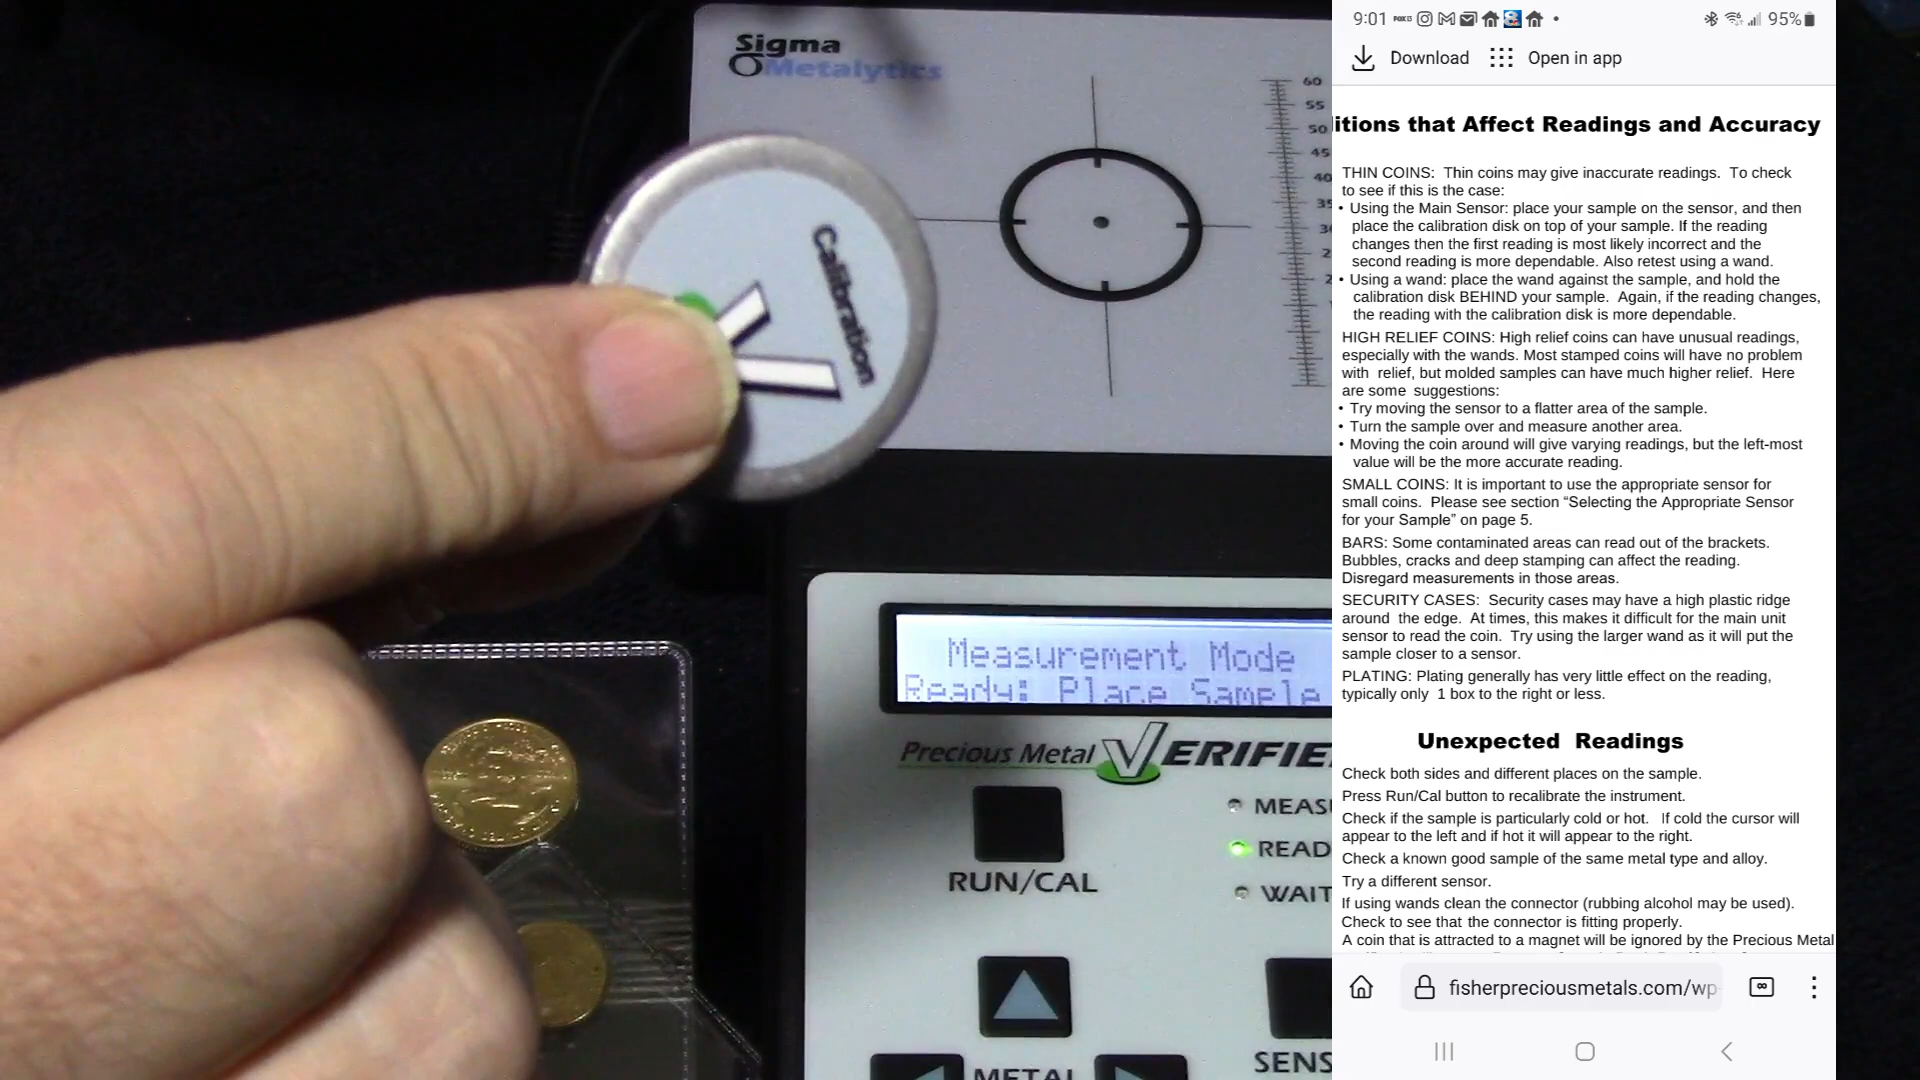 Sigma
Metalytics
60
55
50
45
40
Calibration
Measurement Mode
Ready: Place Sample
Precious Metal VERIFIE
MEAS
READ
WAIT
RUN/CAL
SENS
METAL
9:01
95%
Download
Open in app
itions that Affect Readings and Accuracy
THIN COINS: Thin coins may give inaccurate readings. To check
to see if this is the case:
• Using the Main Sensor: place your sample on the sensor, and then
place the calibration disk on top of your sample. If the reading
changes then the first reading is most likely incorrect and the
second reading is more dependable. Also retest using a wand.
• Using a wand: place the wand against the sample, and hold the
calibration disk BEHIND your sample. Again, if the reading changes,
the reading with the calibration disk is more dependable.
HIGH RELIEF COINS: High relief coins can have unusual readings,
especially with the wands. Most stamped coins will have no problem
with relief, but molded samples can have much higher relief. Here
are some suggestions:
• Try moving the sensor to a flatter area of the sample.
• Turn the sample over and measure another area.
• Moving the coin around will give varying readings, but the left-most
value will be the more accurate reading.
SMALL COINS: It is important to use the appropriate sensor for
small coins. Please see section “Selecting the Appropriate Sensor
for your Sample” on page 5.
BARS: Some contaminated areas can read out of the brackets.
Bubbles, cracks and deep stamping can affect the reading.
Disregard measurements in those areas.
SECURITY CASES: Security cases may have a high plastic ridge
around the edge. At times, this makes it difficult for the main unit
sensor to read the coin. Try using the larger wand as it will put the
sample closer to a sensor.
PLATING: Plating generally has very little effect on the reading,
typically only 1 box to the right or less.
Unexpected Readings
Check both sides and different places on the sample.
Press Run/Cal button to recalibrate the instrument.
Check if the sample is particularly cold or hot. If cold the cursor will
appear to the left and if hot it will appear to the right.
Check a known good sample of the same metal type and alloy.
Try a different sensor.
If using wands clean the connector (rubbing alcohol may be used).
Check to see that the connector is fitting properly.
A coin that is attracted to a magnet will be ignored by the Precious Metal
fisherpreciousmetals.com/wp-